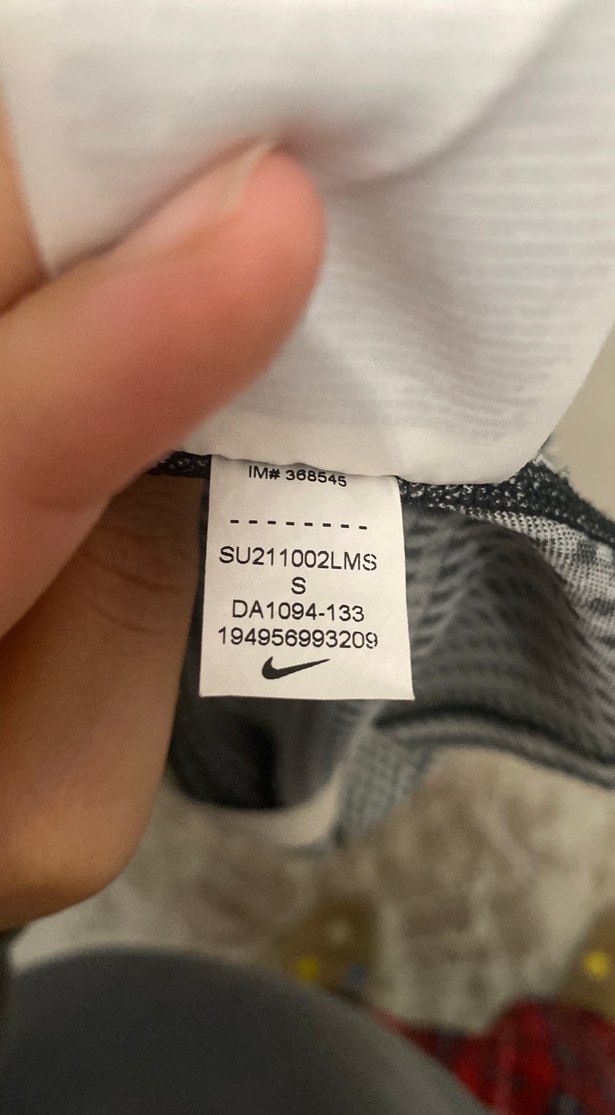 IM# 368545
- - - - - - - - -
SU211002LMS
S
DA1094-133
194956993209